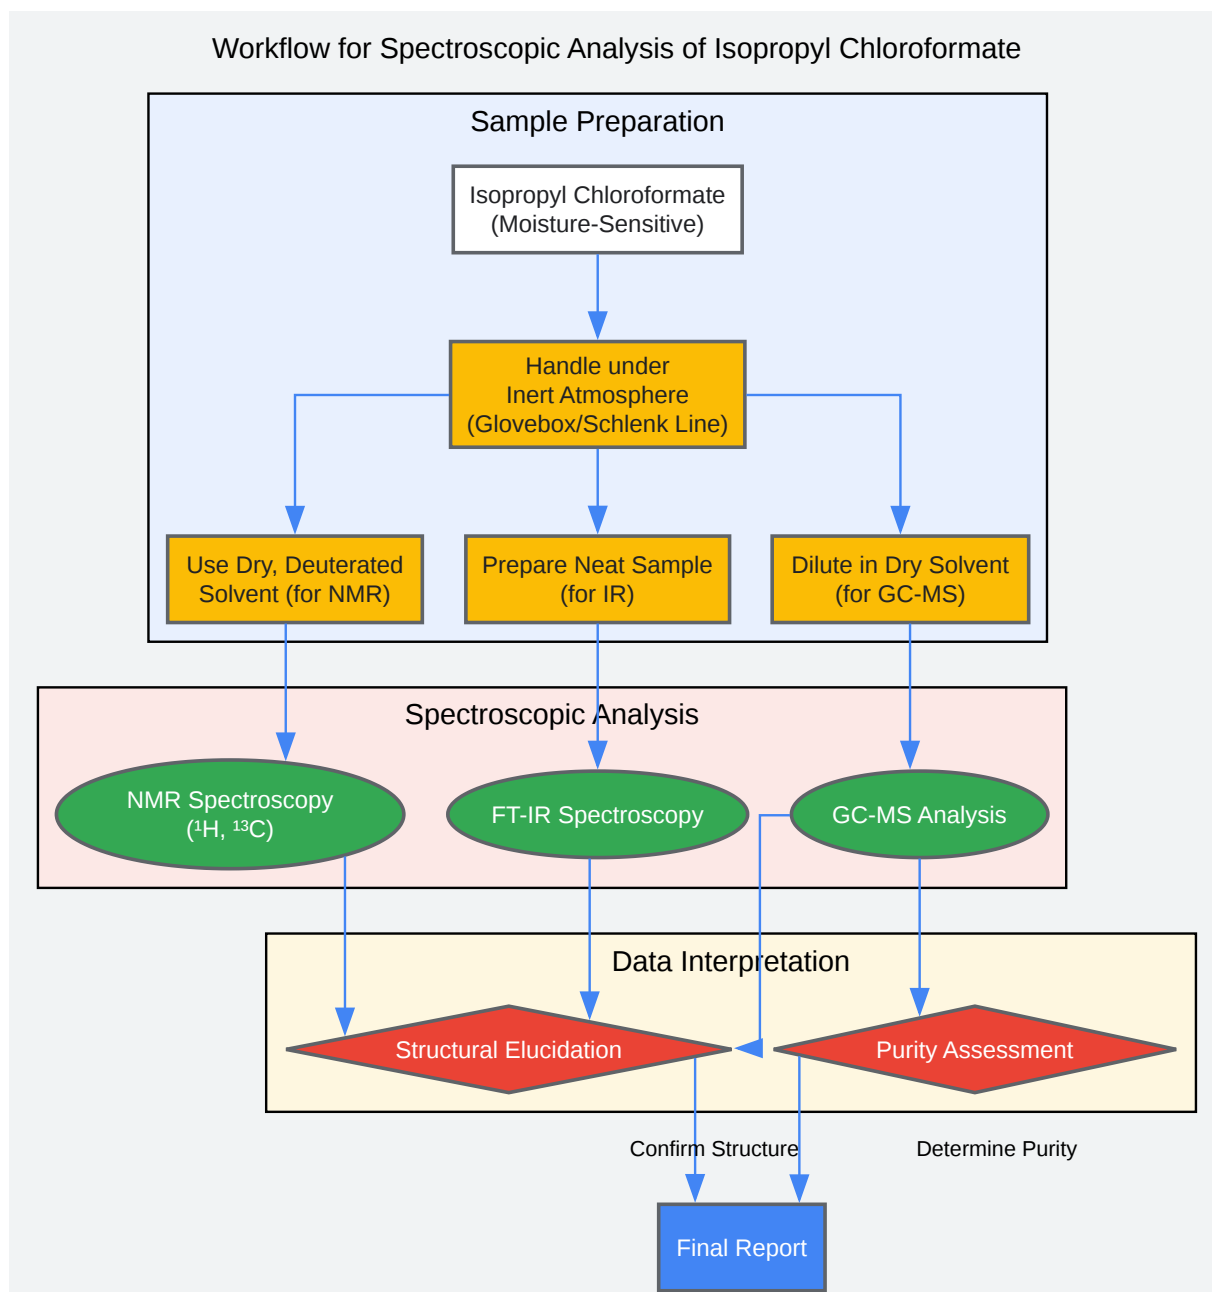 Workflow for Spectroscopic Analysis of Isopropyl Chloroformate
Sample Preparation
Isopropyl Chloroformate
(Moisture-Sensitive)
Handle under
Inert Atmosphere
(Glovebox/Schlenk Line)
Use Dry, Deuterated
Solvent (for NMR)
Prepare Neat Sample
(for IR)
Dilute in Dry Solvent
(for GC-MS)
Spectroscopic Analysis
NMR Spectroscopy
(¹H, ¹³C)
FT-IR Spectroscopy
GC-MS Analysis
Data Interpretation
Structural Elucidation
Purity Assessment
Confirm Structure
Determine Purity
Final Report